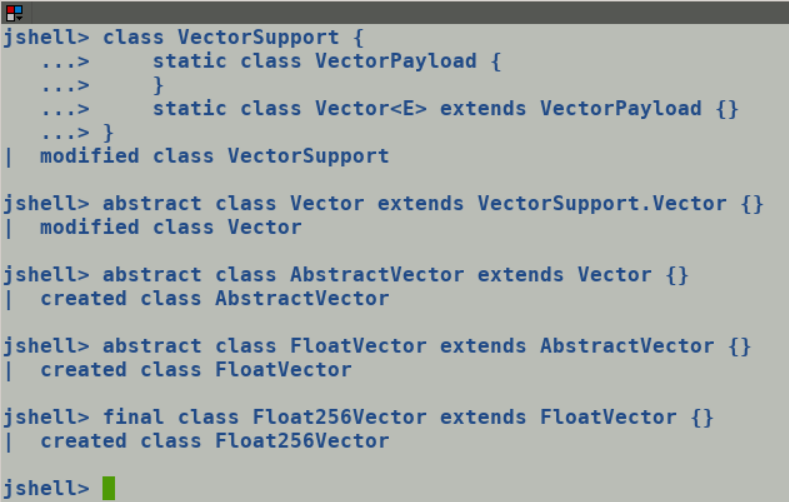 jshell> class VectorSupport {
   ...>     static class VectorPayload {
   ...>     }
   ...>     static class Vector<E> extends VectorPayload {}
   ...> }
|  modified class VectorSupport

jshell> abstract class Vector extends VectorSupport.Vector {}
|  modified class Vector

jshell> abstract class AbstractVector extends Vector {}
|  created class AbstractVector

jshell> abstract class FloatVector extends AbstractVector {}
|  created class FloatVector

jshell> final class Float256Vector extends FloatVector {}
|  created class Float256Vector

jshell>